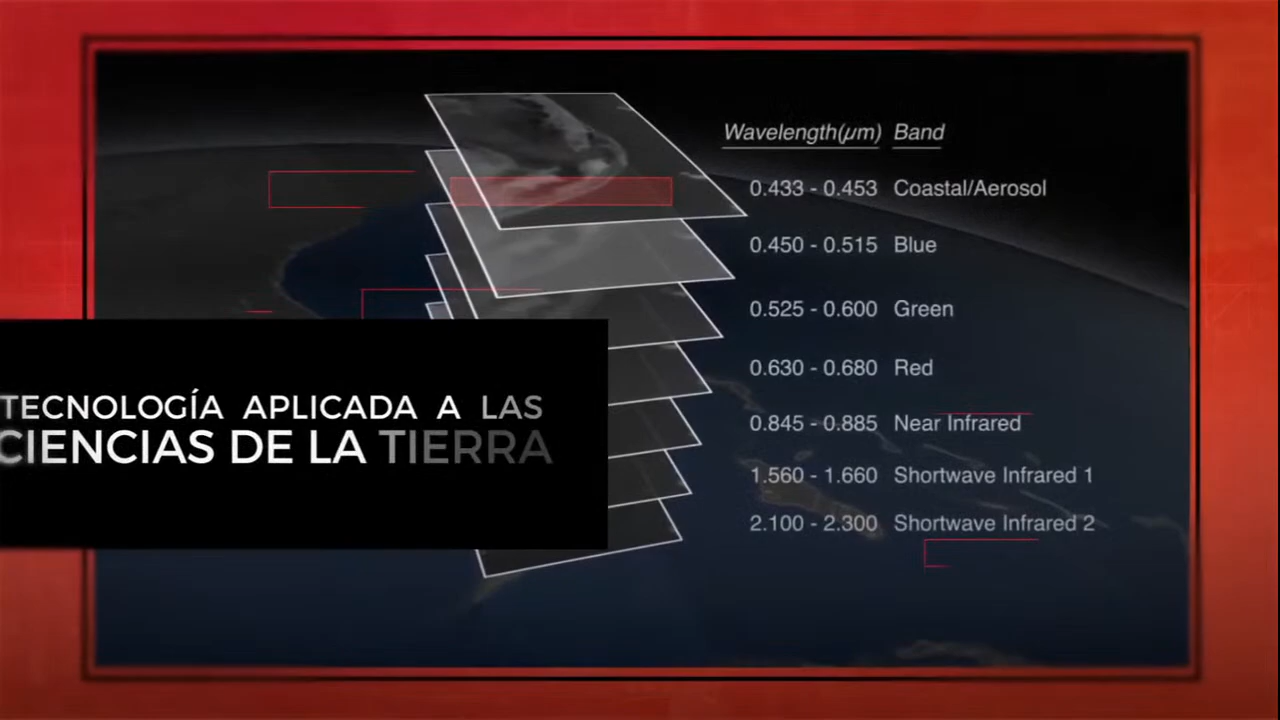 Wavelength(μm) Band
0.433 - 0.453 Coastal/Aerosol
0.450 - 0.515 Blue
0.525 - 0.600 Green
0.630 - 0.680 Red
0.845 - 0.885 Near Infrared
1.560 - 1.660 Shortwave Infrared 1
2.100 - 2.300 Shortwave Infrared 2
TECNOLOGÍA APLICADA A LAS
CIENCIAS DE LA TIERRA